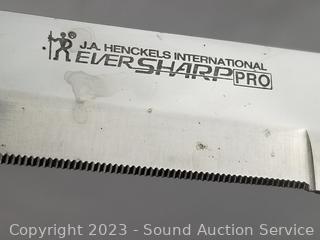 J.A. HENCKELS INTERNATIONAL
EVERSHARP PRO
Copyright © 2023 - Sound Auction Service